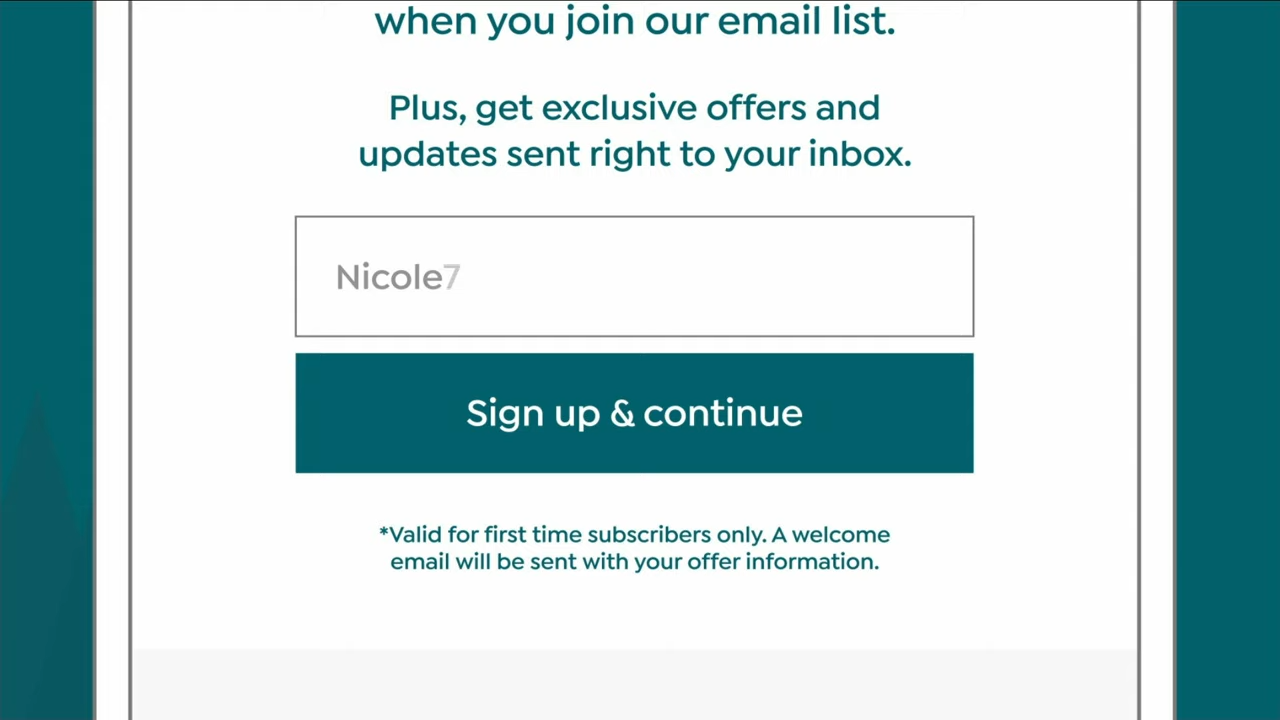 when you join our email list.
Plus, get exclusive offers and
updates sent right to your inbox.
Nicole7
Sign up & continue
*Valid for first time subscribers only. A welcome
email will be sent with your offer information.